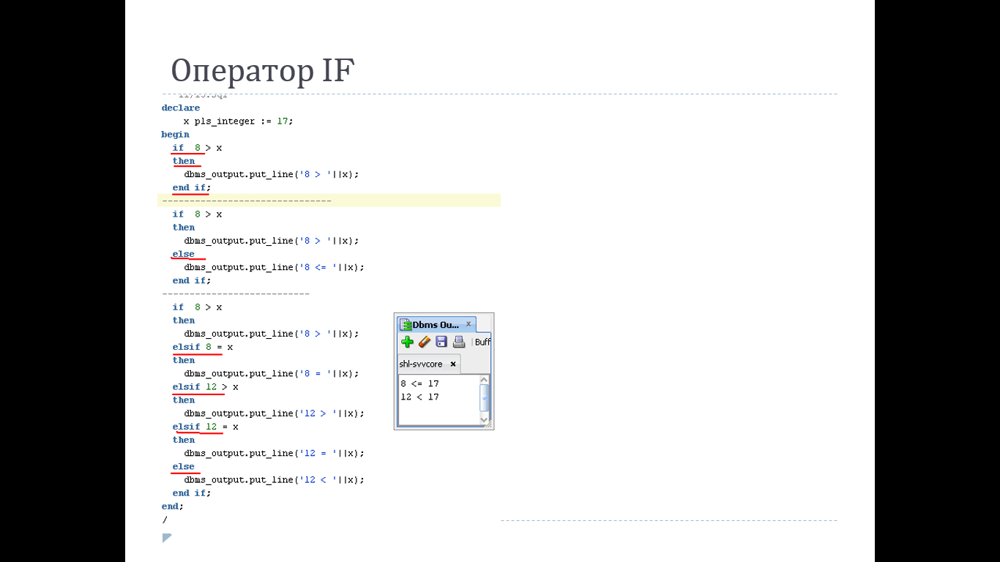 Оператор IF
declare
    x pls_integer := 17;
begin
  if  8 > x
  then
    dbms_output.put_line('8 > '||x);
  end if;
-------------------------------
  if  8 > x
  then
    dbms_output.put_line('8 > '||x);
  else
    dbms_output.put_line('8 <= '||x);
  end if;
---------------------------
  if  8 > x
  then
    dbms_output.put_line('8 > '||x);
  elsif 8 = x
  then
    dbms_output.put_line('8 = '||x);
  elsif 12 > x
  then
    dbms_output.put_line('12 > '||x);
  elsif 12 = x
  then
    dbms_output.put_line('12 = '||x);
  else
    dbms_output.put_line('12 < '||x);
  end if;
end;
/
Dbms Ou...
Buff
shl-svvcore
8 <= 17
12 < 17